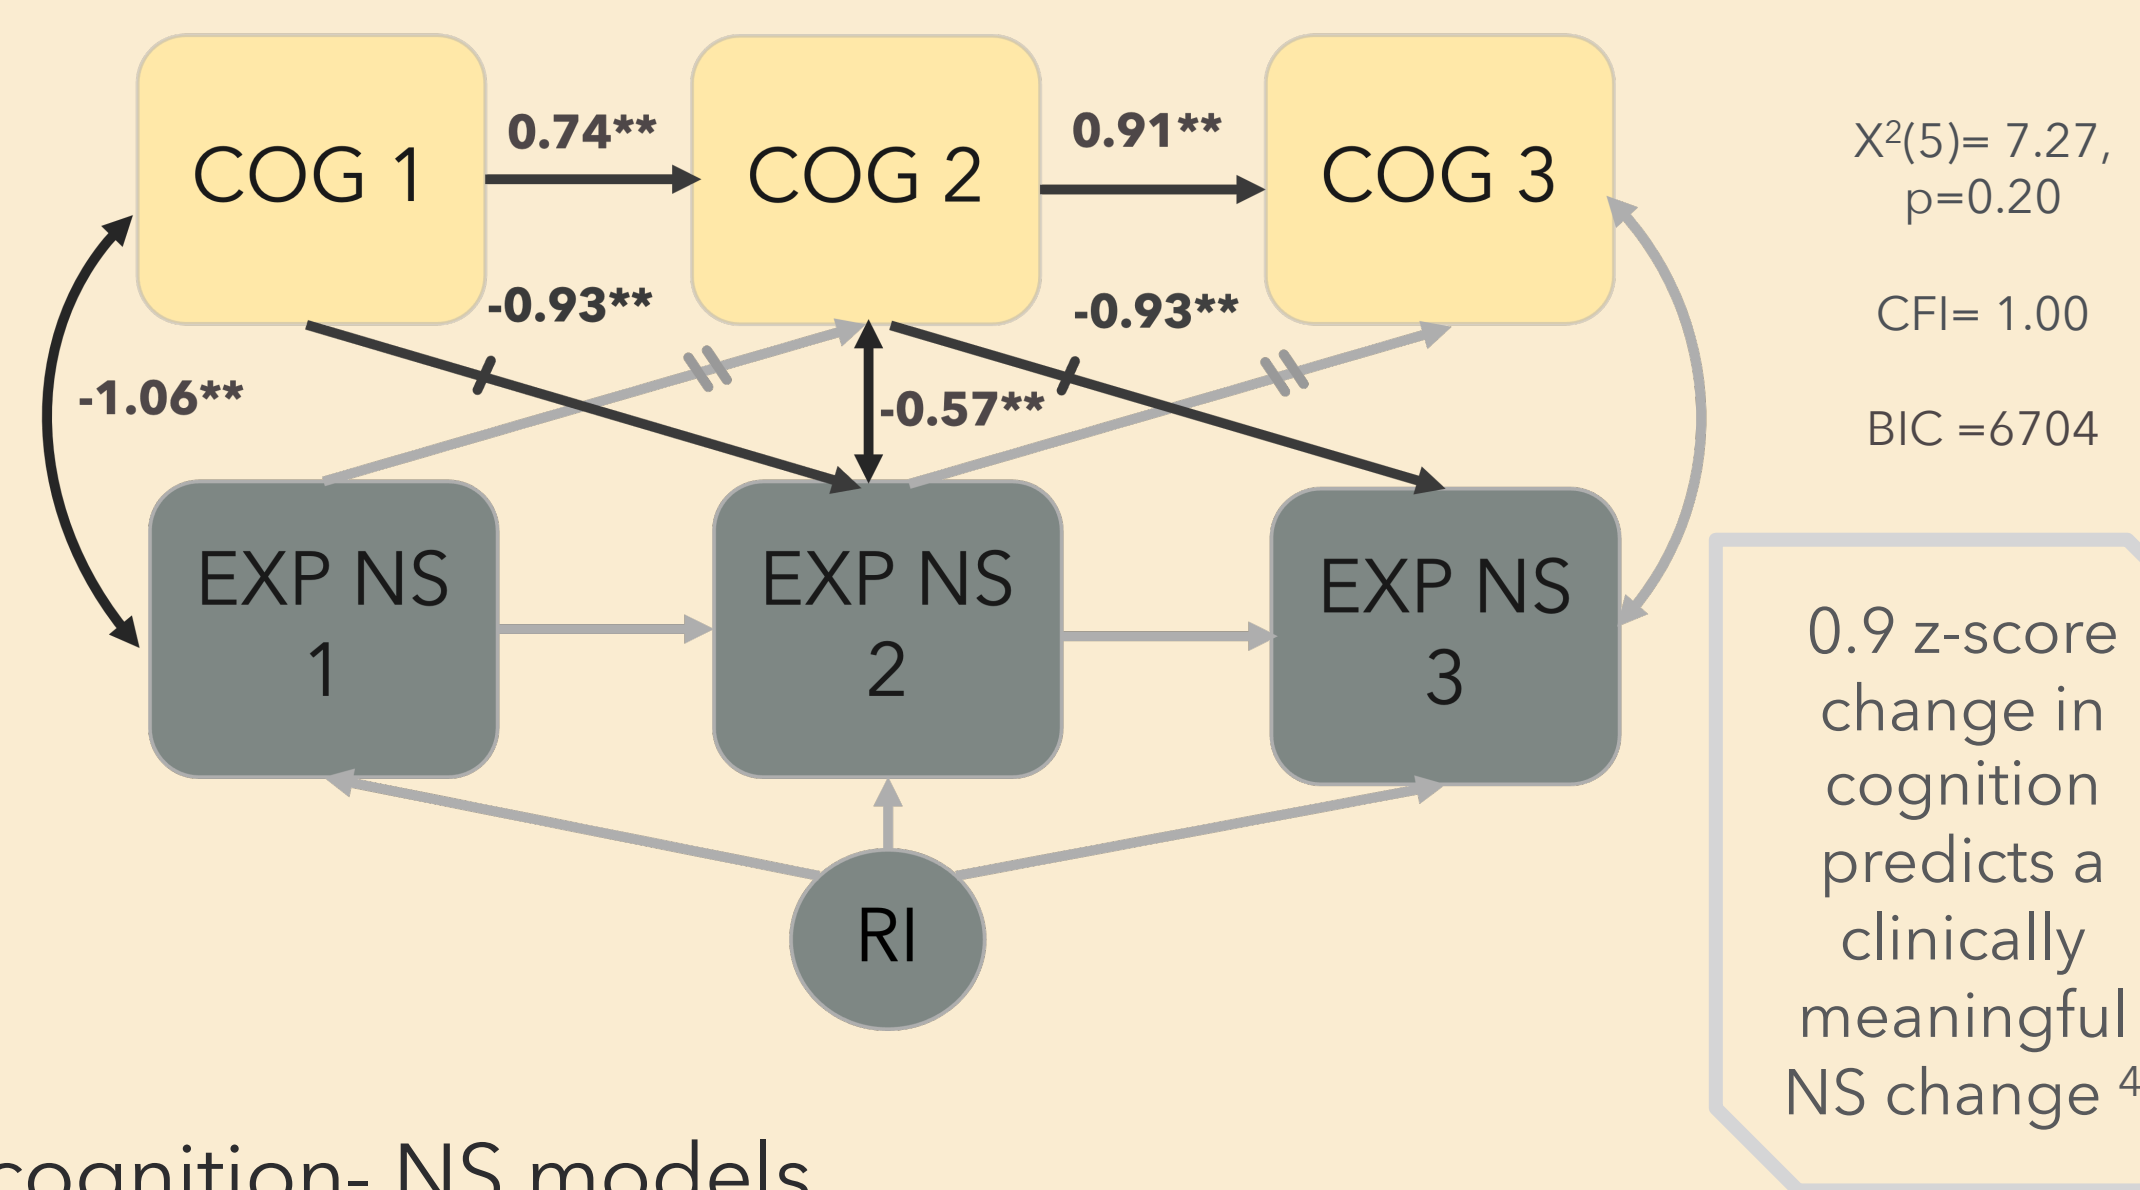 COG 1
0.74**
COG 2
0.91**
COG 3
X²(5)= 7.27,
p=0.20
CFI= 1.00
BIC =6704
-0.93**
-0.93**
-1.06**
-0.57**
EXP NS
1
EXP NS
2
EXP NS
3
RI
0.9 z-score
change in
cognition
predicts a
clinically
meaningful
NS change ⁴
cognition- NS models